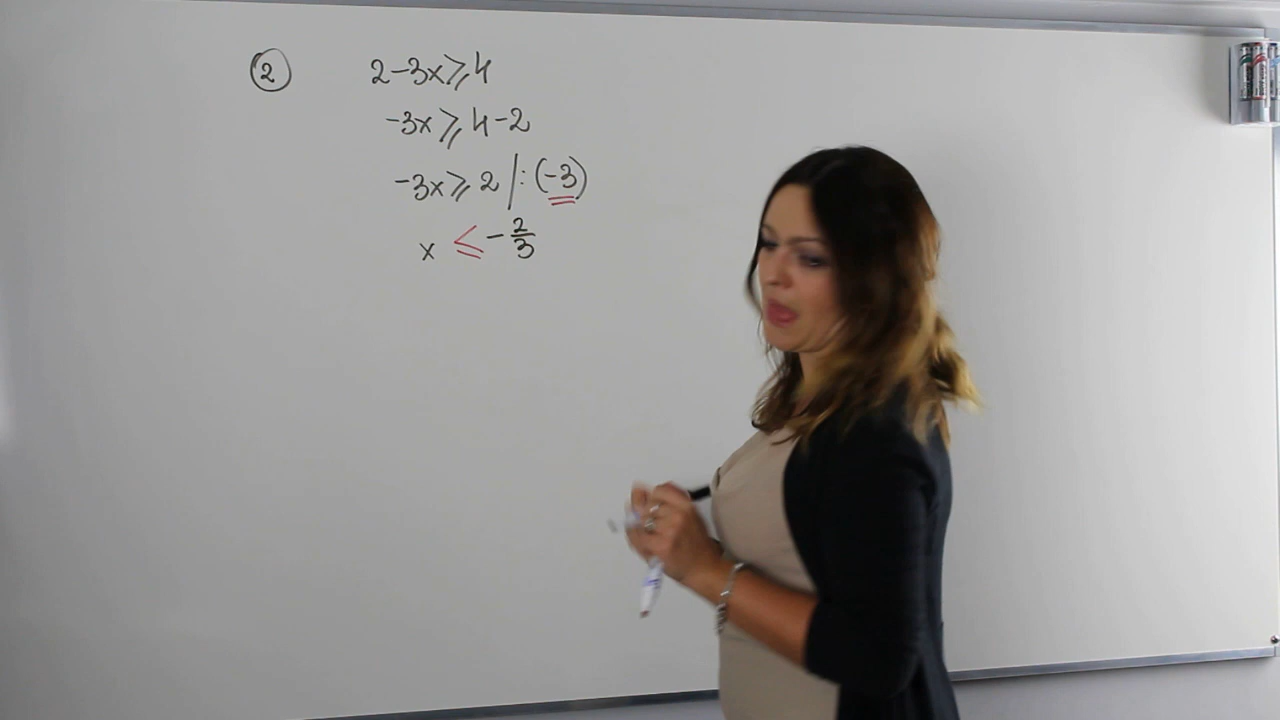 ② 2-3x⩾4
-3x⩾4-2
-3x⩾2 |:(-3)
x ≤ -2/3